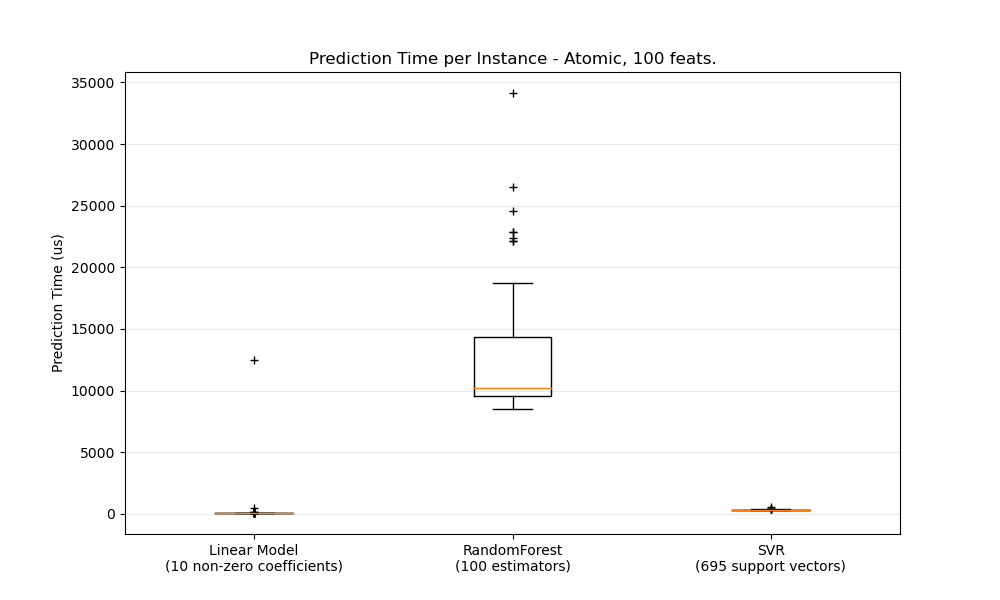 Prediction Time per Instance - Atomic, 100 feats.
35000
30000
25000
20000
15000
10000
5000
0
Prediction Time (us)
Linear Model
(10 non-zero coefficients)
RandomForest
(100 estimators)
SVR
(695 support vectors)